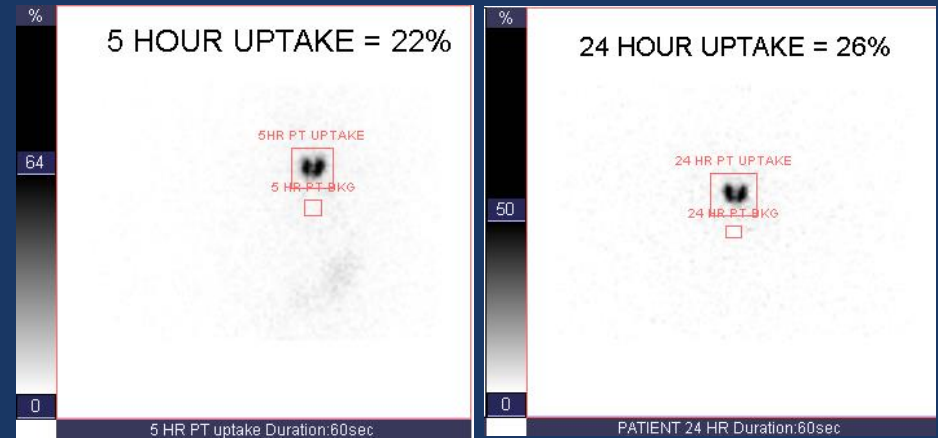 %
5 HOUR UPTAKE = 22%
5HR PT UPTAKE
64
5 HR PT BKG
0
5 HR PT uptake Duration:60sec
%
24 HOUR UPTAKE = 26%
24 HR PT UPTAKE
50
24 HR PT BKG
0
PATIENT 24 HR Duration:60sec